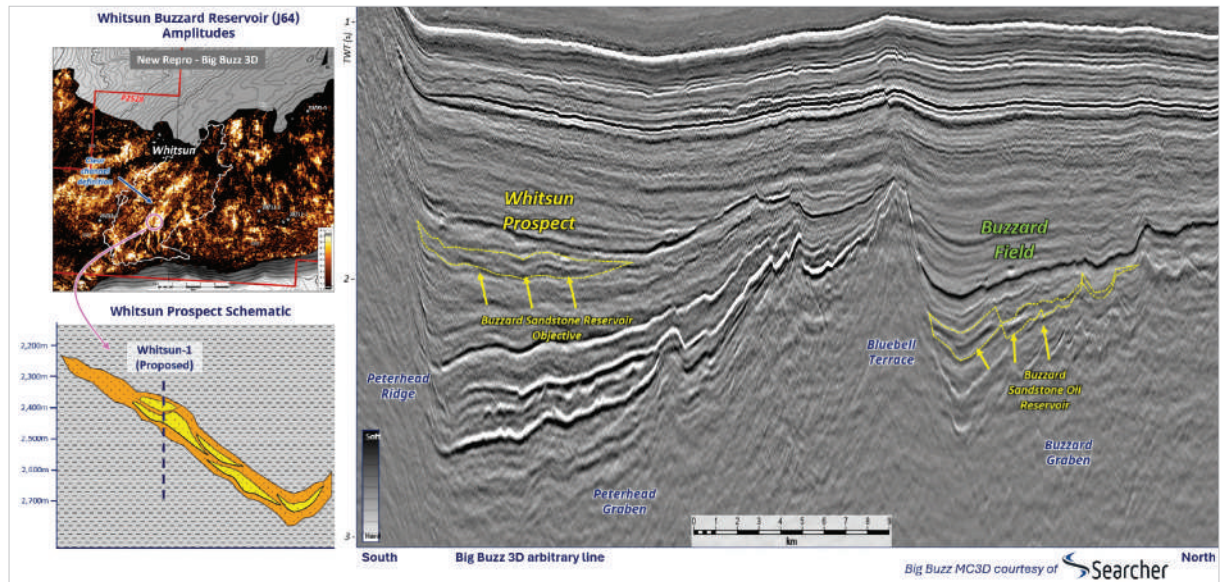 Whitsun Buzzard Reservoir (J64)
Amplitudes
New Repro - Big Buzz 3D
P2528
Whitsun
Clear
channel
definition
Whitsun Prospect Schematic
Whitsun-1
(Proposed)
2,200m
2,300m
2,400m
2,500m
2,600m
2,700m
TWT (s)
1
2
3
Whitsun
Prospect
Buzzard Sandstone Reservoir
Objective
Peterhead
Ridge
Peterhead
Graben
Bluebell
Terrace
Buzzard
Field
Buzzard
Sandstone Oil
Reservoir
Buzzard
Graben
Soft
Hard
0 1 2 3 4 5 6 7 8 9
km
South
Big Buzz 3D arbitrary line
Big Buzz MC3D courtesy of
Searcher
North